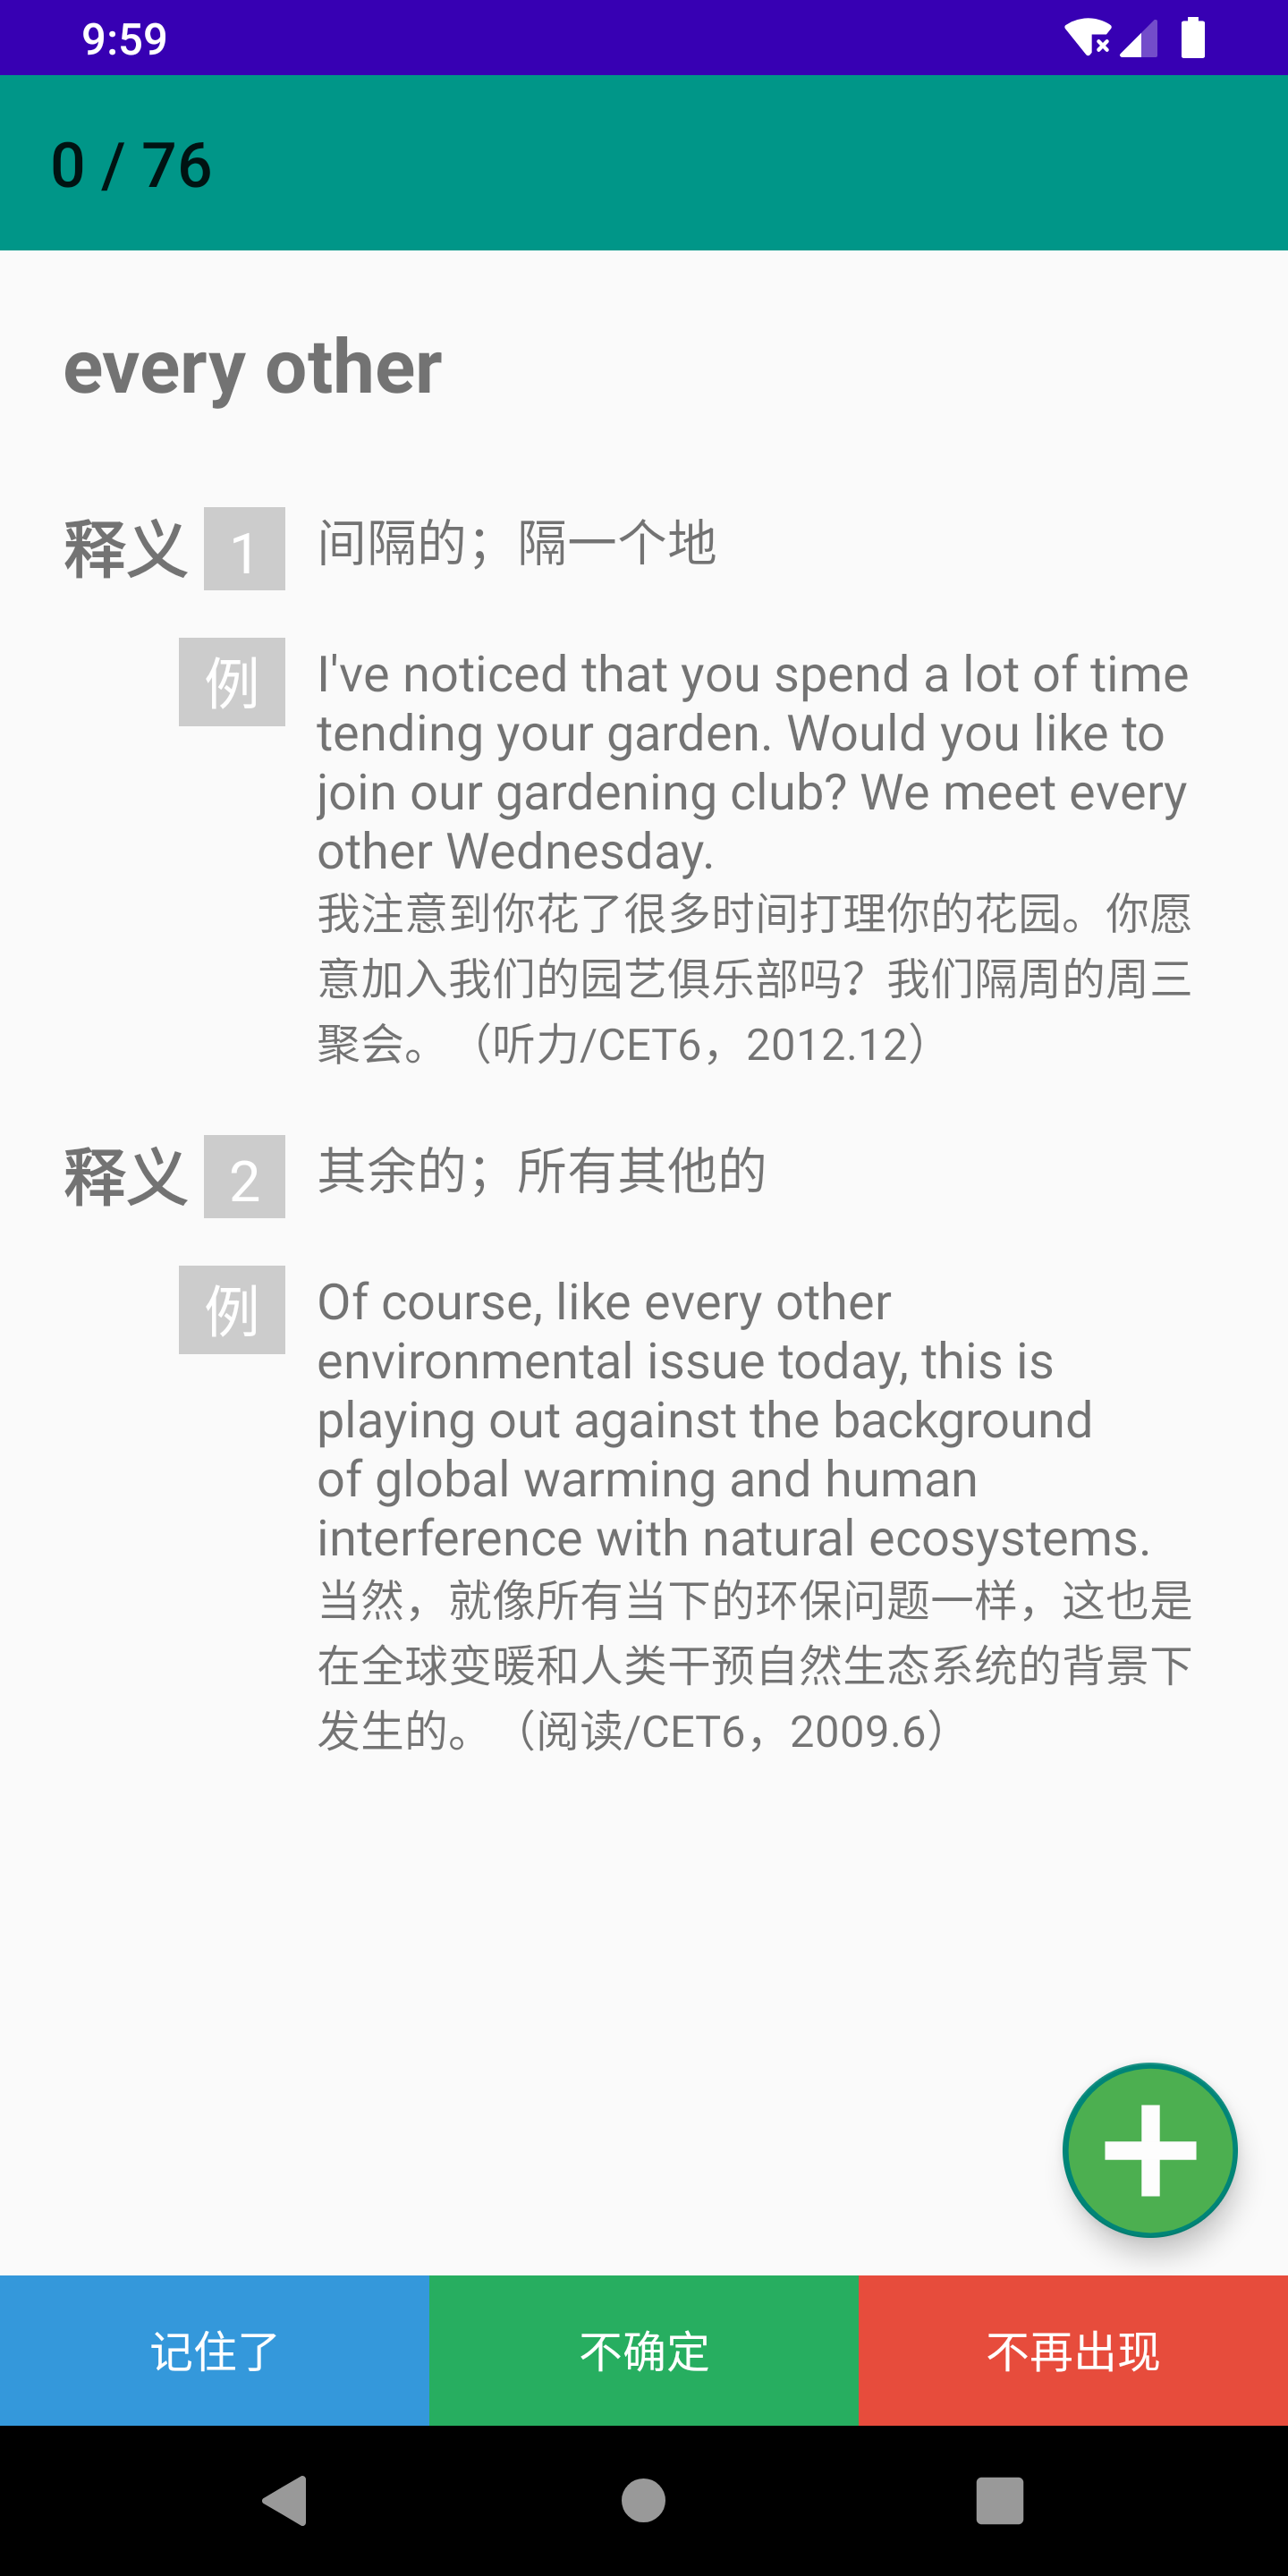 9:59
0 / 76
every other
释义 1 间隔的；隔一个地
例 I've noticed that you spend a lot of time
tending your garden. Would you like to
join our gardening club? We meet every
other Wednesday.
我注意到你花了很多时间打理你的花园。你愿
意加入我们的园艺俱乐部吗？我们隔周的周三
聚会。（听力/CET6，2012.12）
释义 2 其余的；所有其他的
例 Of course, like every other
environmental issue today, this is
playing out against the background
of global warming and human
interference with natural ecosystems.
当然，就像所有当下的环保问题一样，这也是
在全球变暖和人类干预自然生态系统的背景下
发生的。（阅读/CET6，2009.6）
记住了 不确定 不再出现